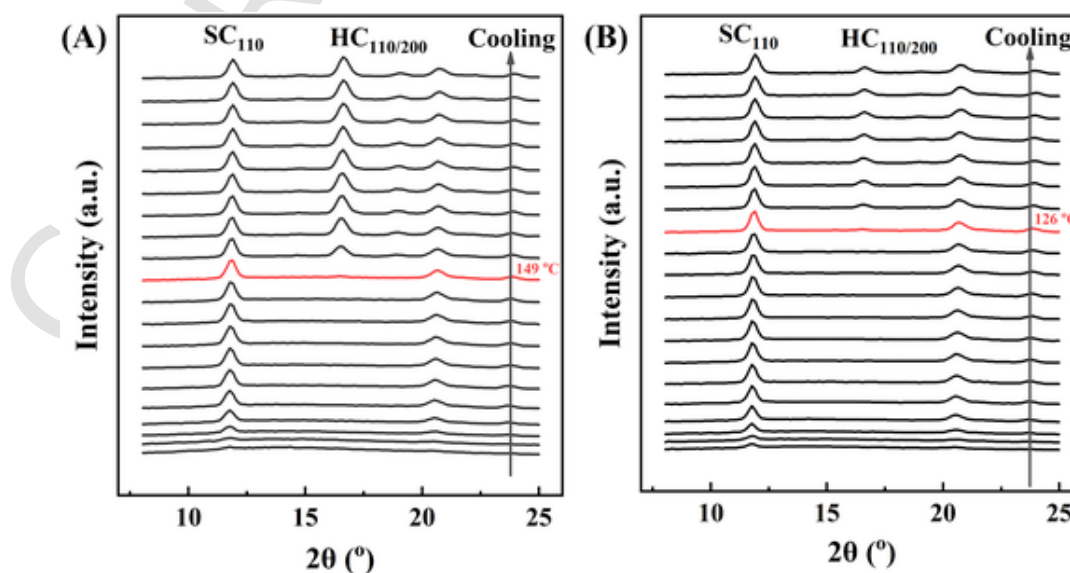 (A)
SC110
HC110/200
Cooling
149 °C
Intensity (a.u.)
10
15
20
25
2θ (°)
(B)
SC110
HC110/200
Cooling
126 °C
Intensity (a.u.)
10
15
20
25
2θ (°)